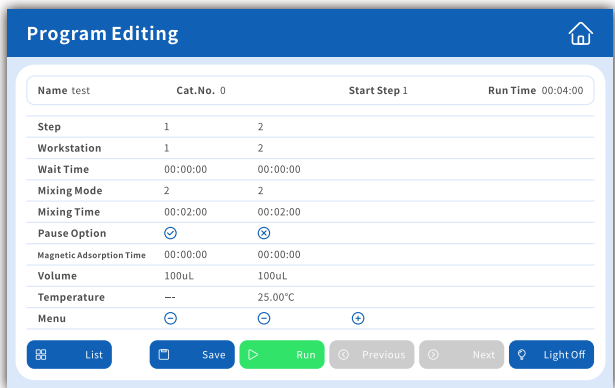 Program Editing
Name test Cat.No. 0 Start Step 1 Run Time 00:04:00
Step 1 2
Workstation 1 2
Wait Time 00:00:00 00:00:00
Mixing Mode 2 2
Mixing Time 00:02:00 00:02:00
Pause Option
Magnetic Adsorption Time 00:00:00 00:00:00
Volume 100uL 100uL
Temperature --- 25.00°C
Menu
List Save Run Previous Next Light Off